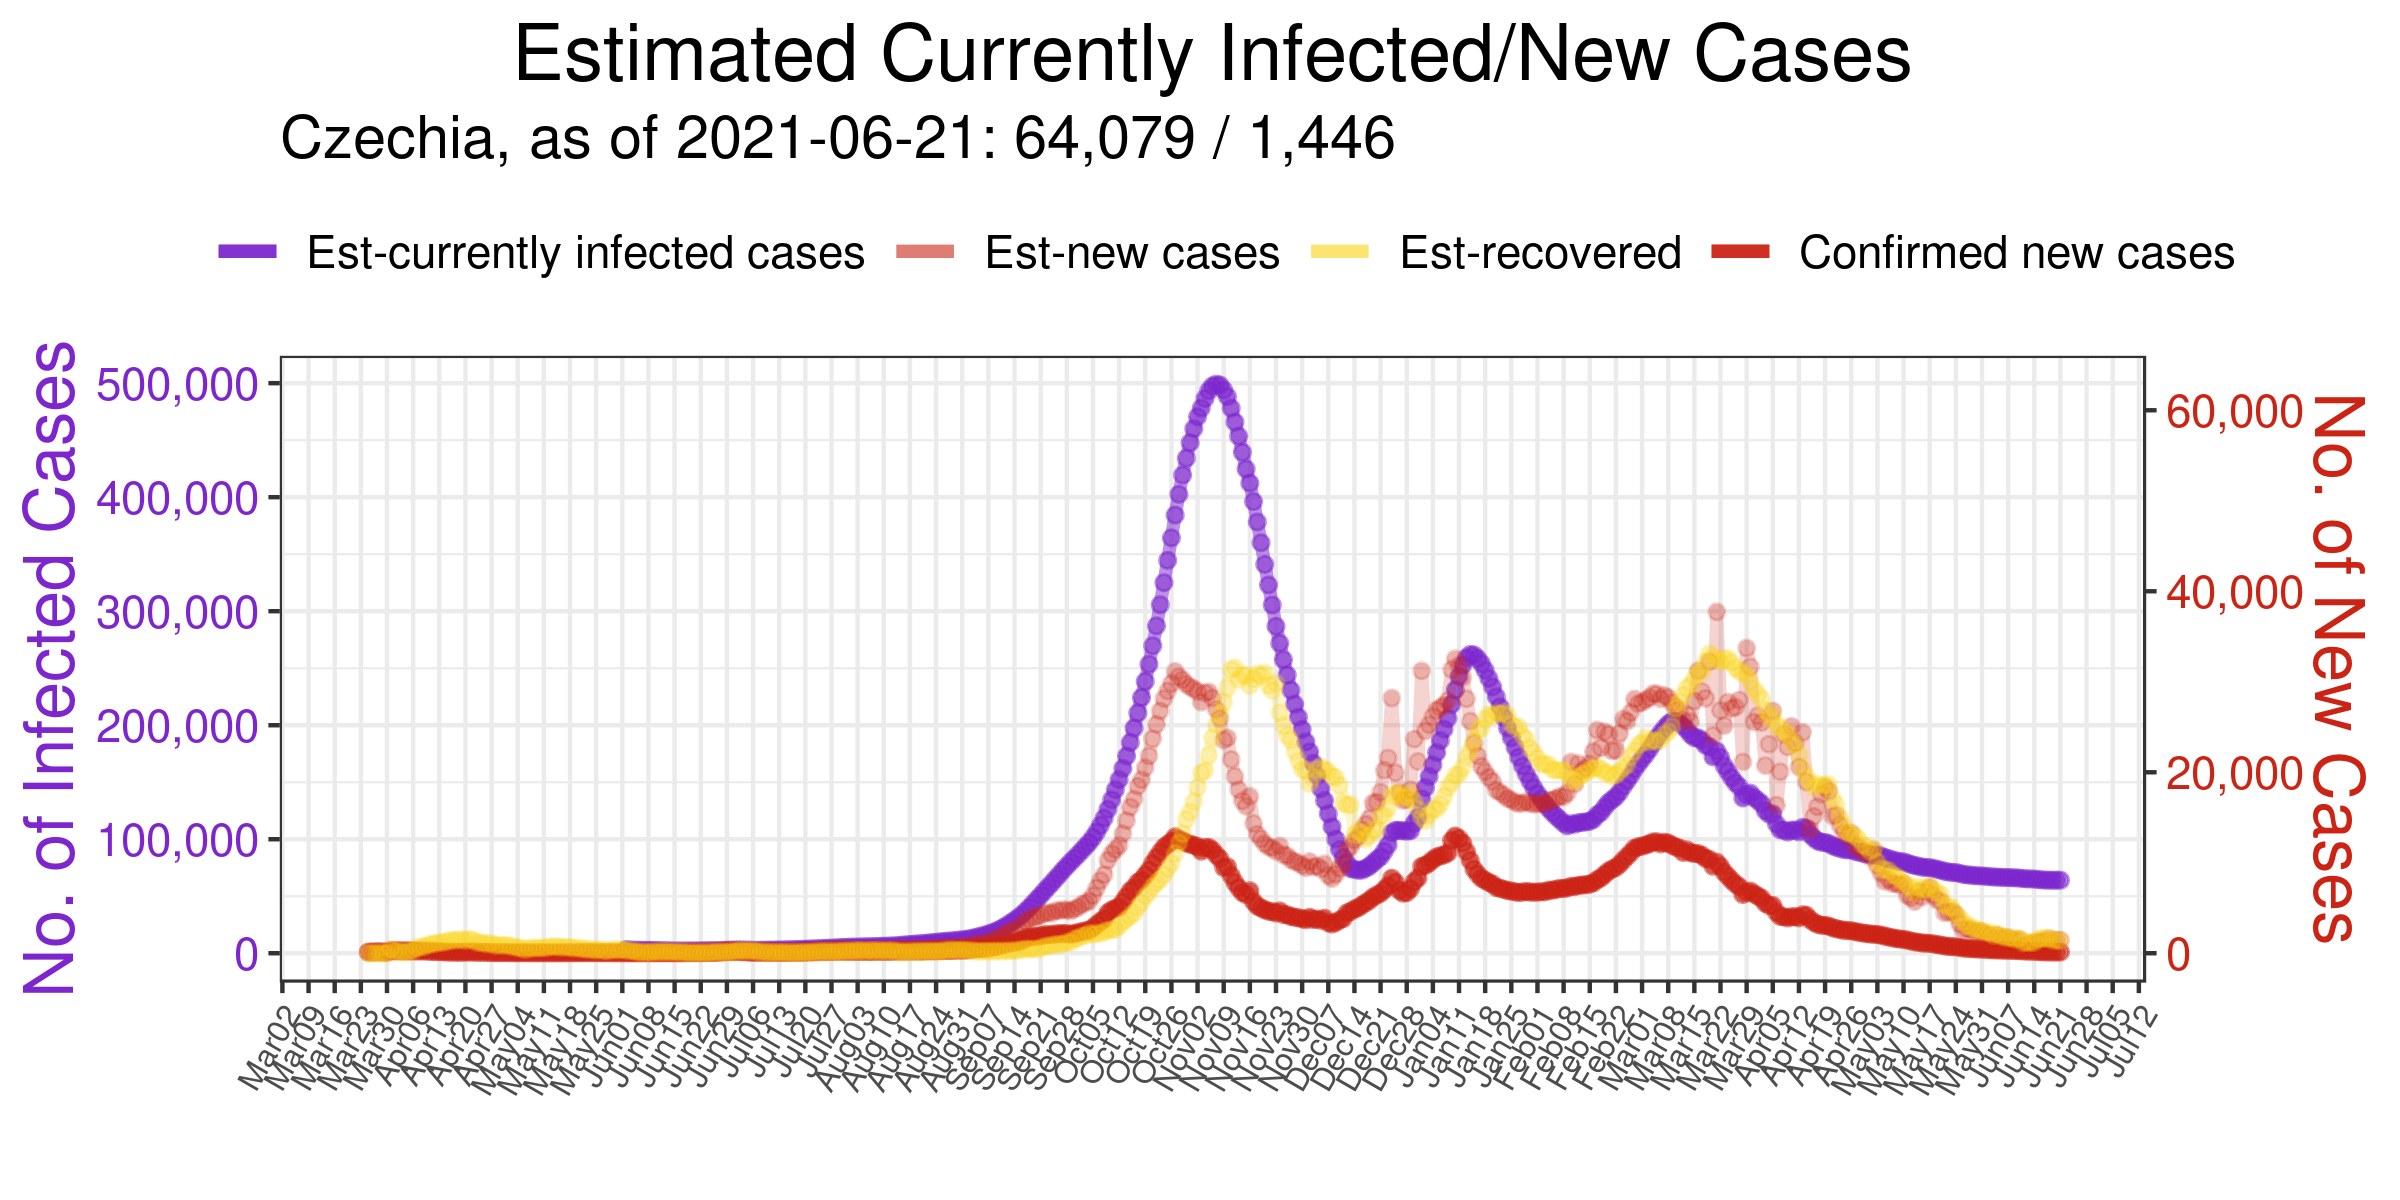 Estimated Currently Infected/New Cases
Czechia, as of 2021-06-21: 64,079 / 1,446
Est-currently infected cases
Est-new cases
Est-recovered
Confirmed new cases
No. of Infected Cases
500,000
400,000
300,000
200,000
100,000
0
60,000
40,000
20,000
0
No. of New Cases
Mar02
Mar09
Mar16
Mar23
Mar30
Apr06
Apr13
Apr20
Apr27
May04
May11
May18
May25
Jun01
Jun08
Jun15
Jun22
Jun29
Jul06
Jul13
Jul20
Jul27
Aug03
Aug10
Aug17
Aug24
Aug31
Sep07
Sep14
Sep21
Sep28
Oct05
Oct12
Oct19
Oct26
Nov02
Nov09
Nov16
Nov23
Nov30
Dec07
Dec14
Dec21
Dec28
Jan04
Jan11
Jan18
Jan25
Feb01
Feb08
Feb15
Feb22
Mar01
Mar08
Mar15
Mar22
Mar29
Apr05
Apr12
Apr19
Apr26
May03
May10
May17
May24
May31
Jun07
Jun14
Jun21
Jun28
Jul05
Jul12